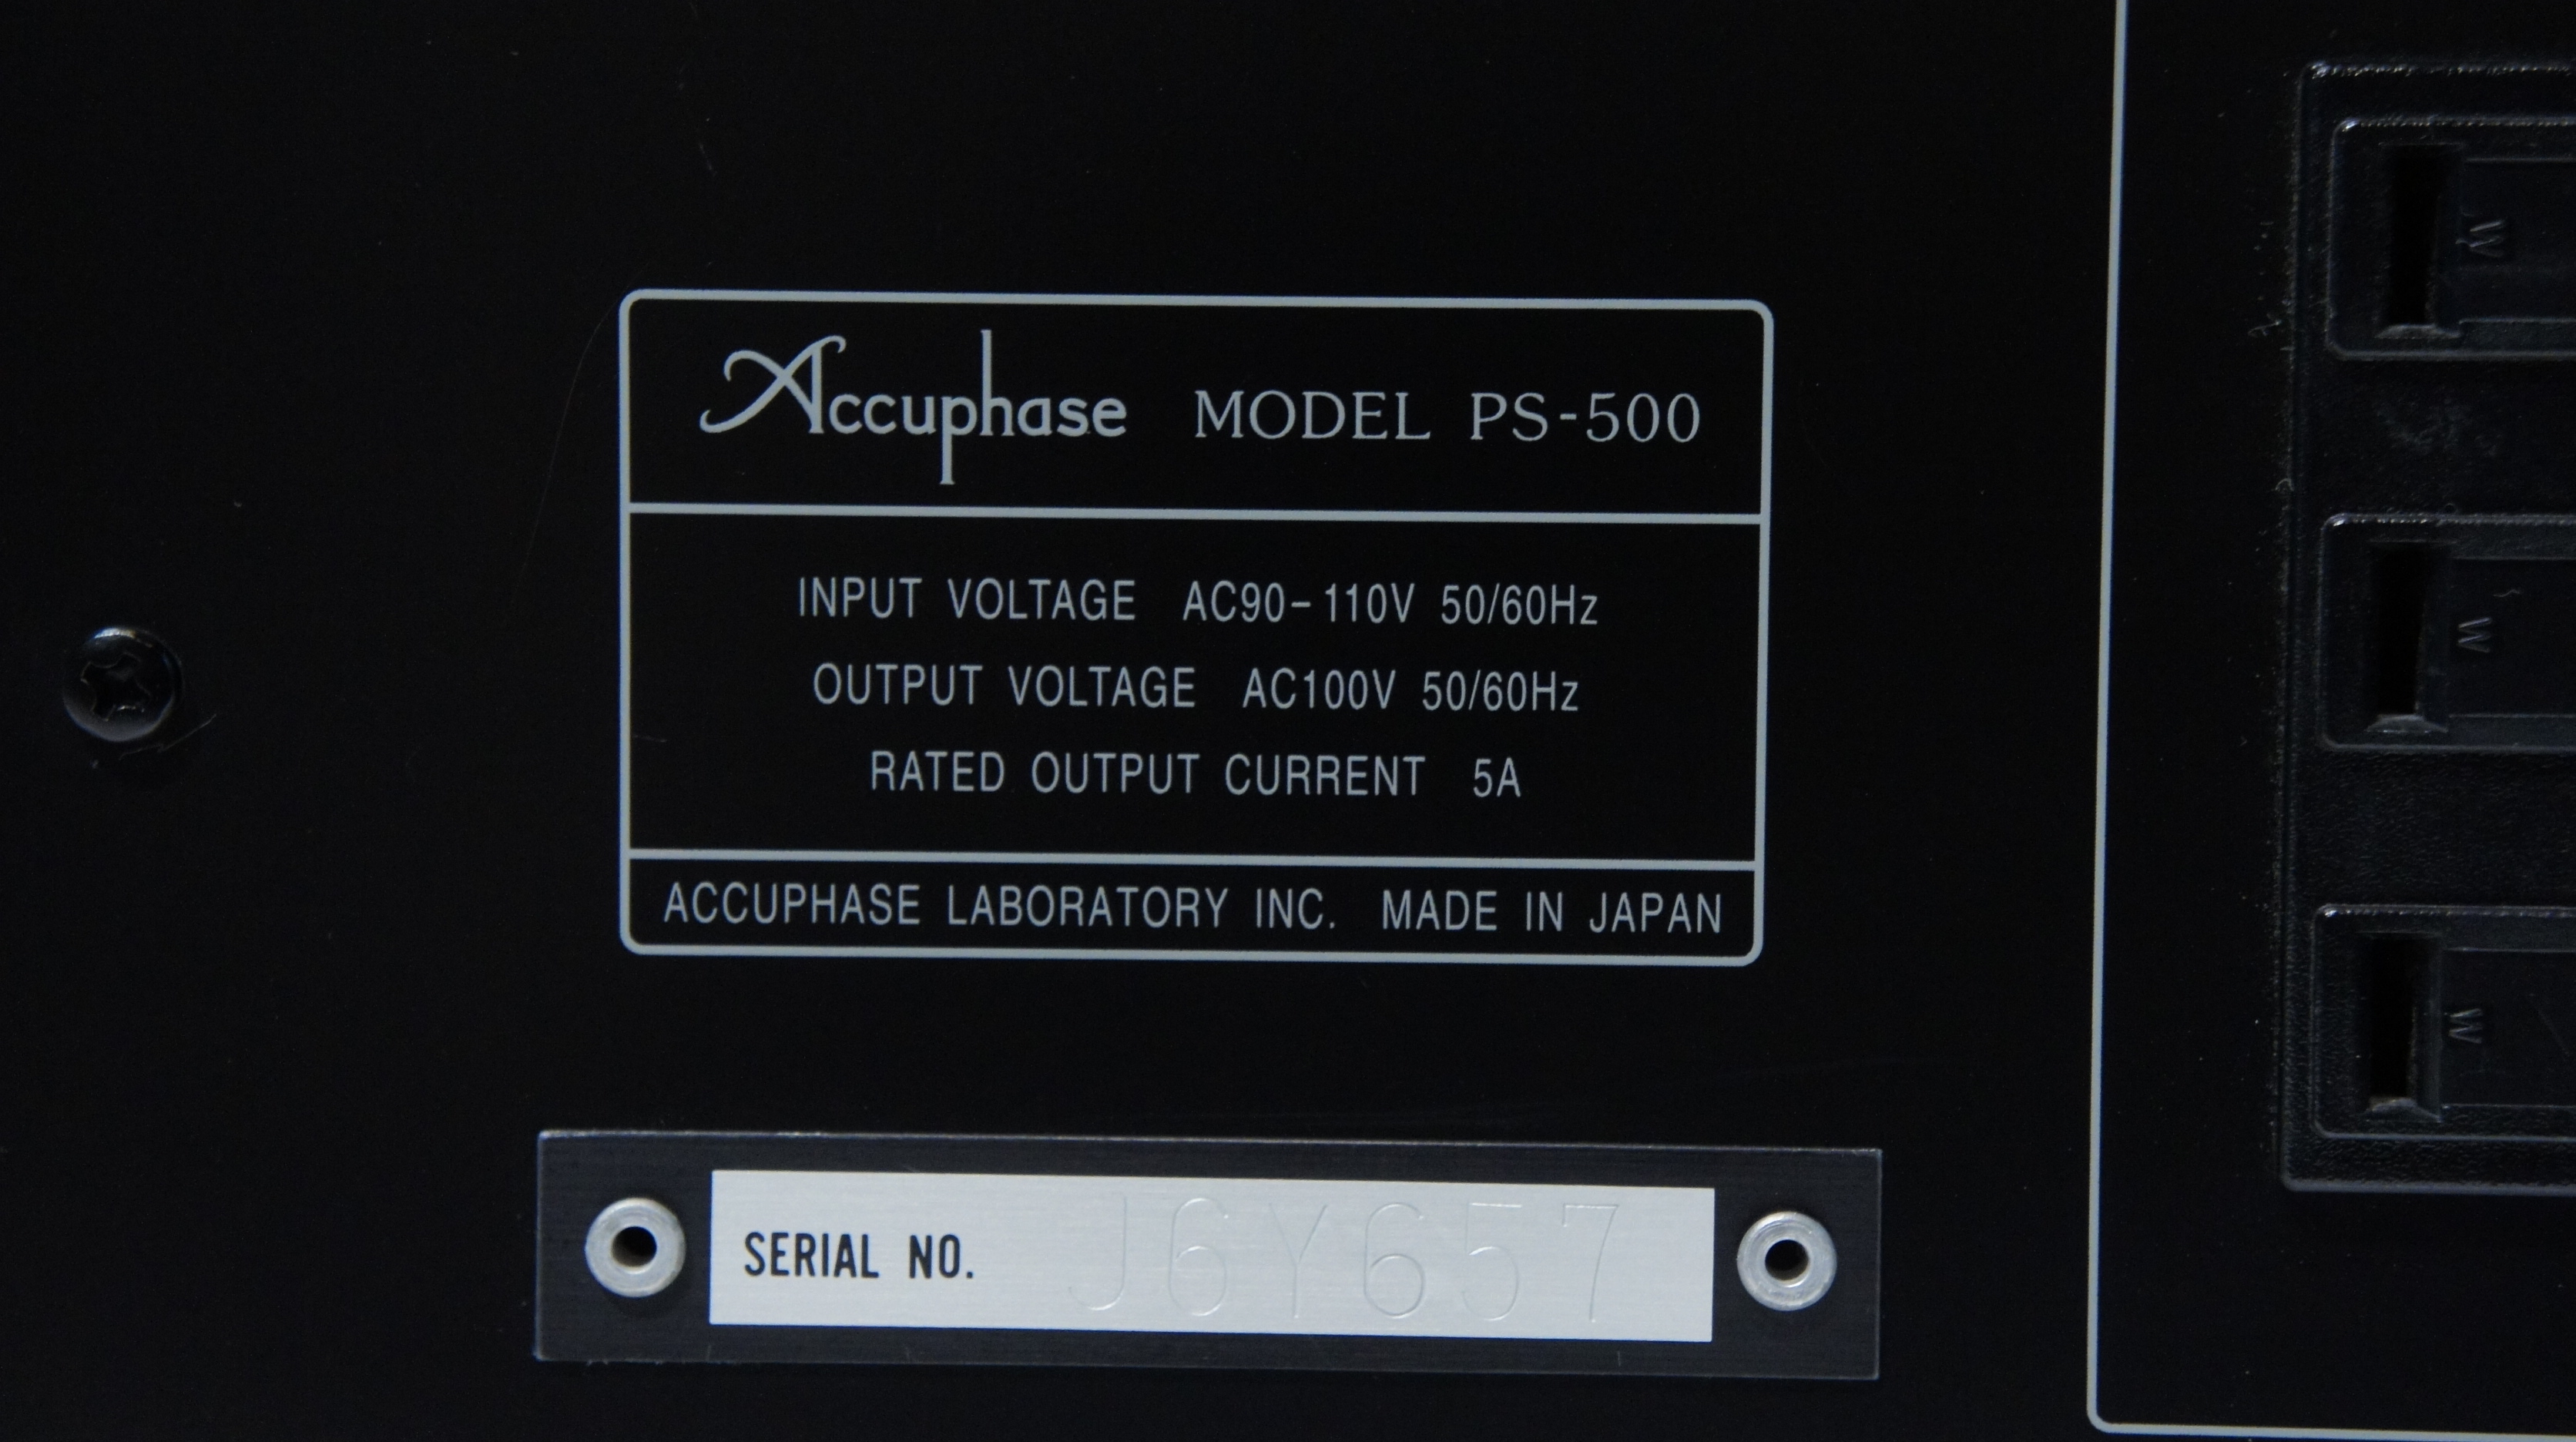 Accuphase MODEL PS-500
INPUT VOLTAGE AC90-110V 50/60Hz
OUTPUT VOLTAGE AC100V 50/60Hz
RATED OUTPUT CURRENT 5A
ACCUPHASE LABORATORY INC. MADE IN JAPAN
SERIAL NO. J6Y657
W
W
W